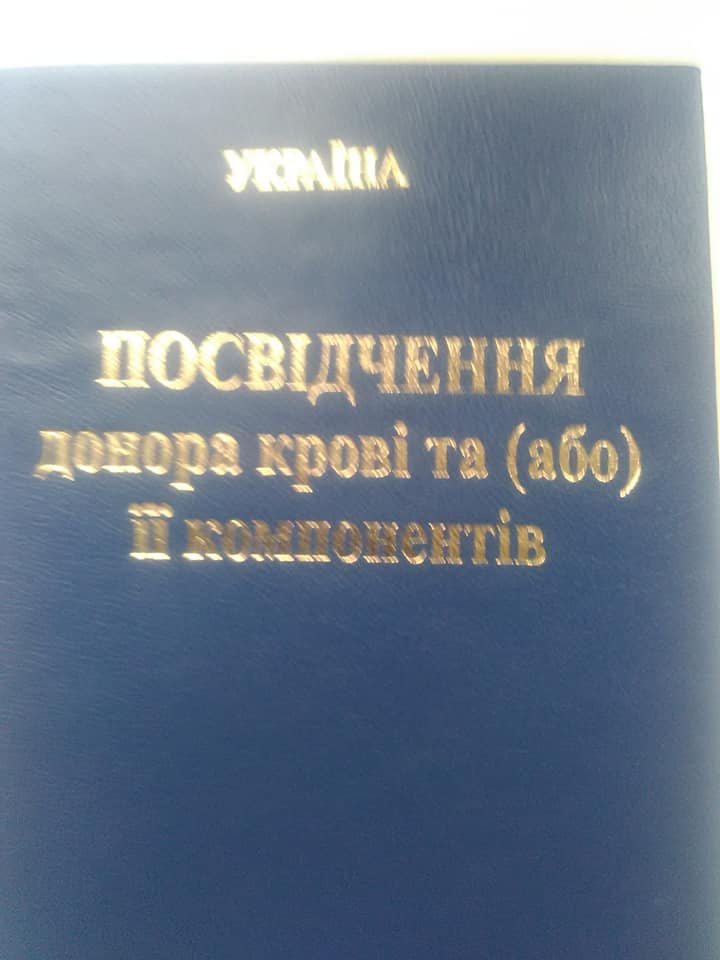 УКРАЇНА
ПОСВІДЧЕННЯ
донора крові та (або)
її компонентів